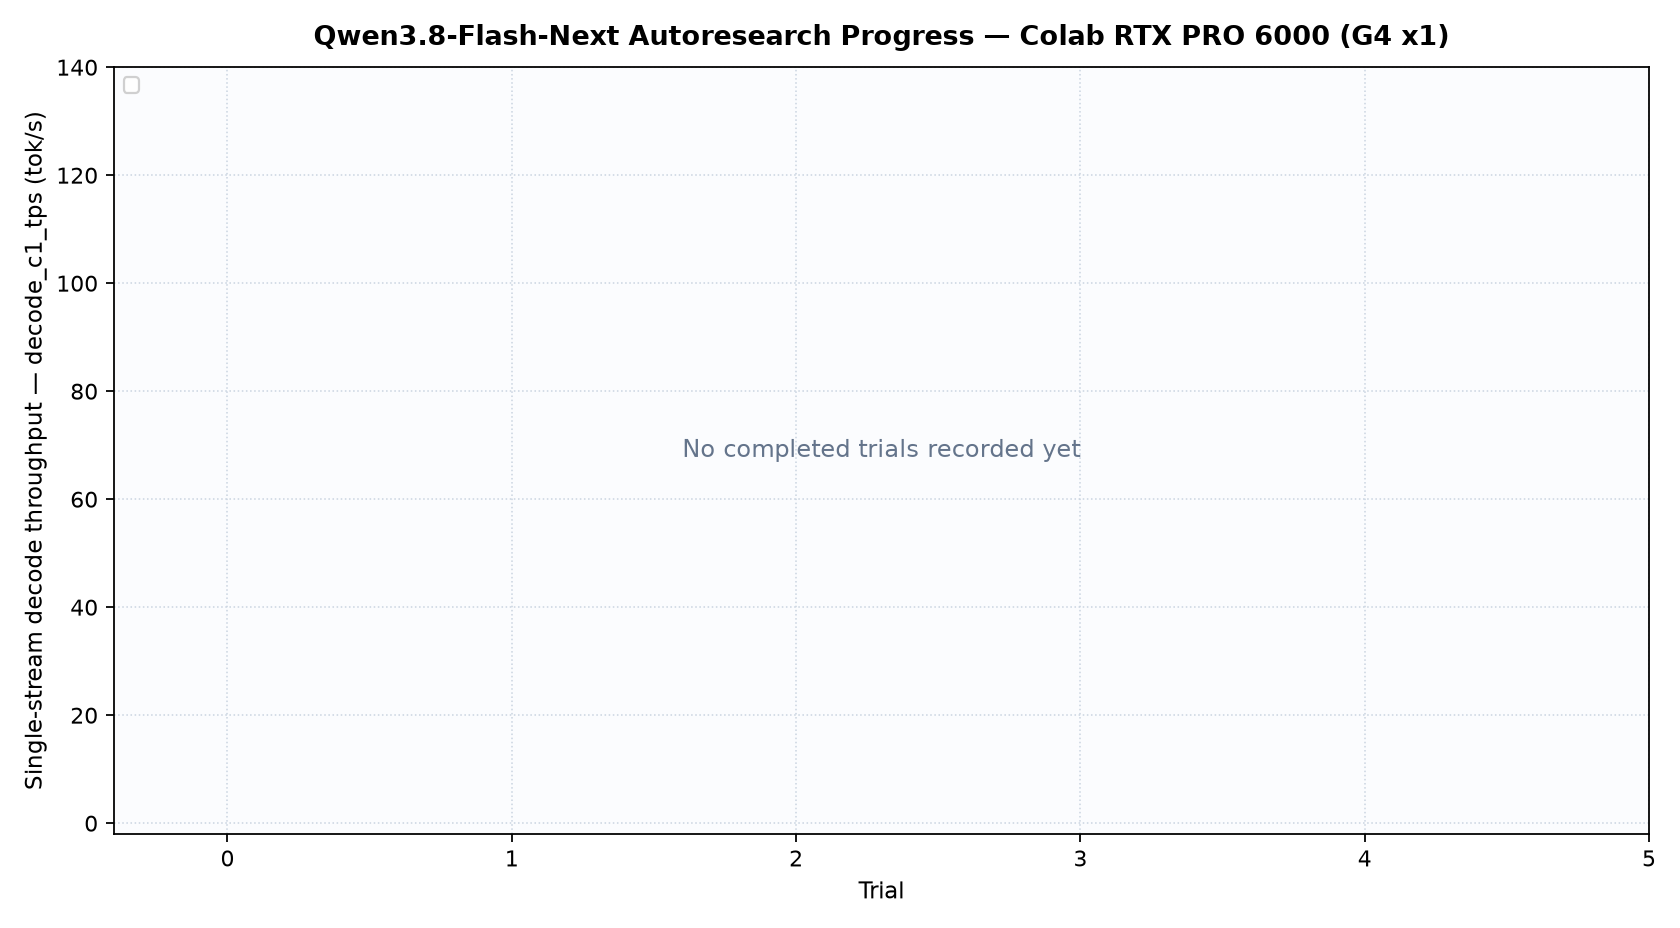 Qwen3.8-Flash-Next Autoresearch Progress — Colab RTX PRO 6000 (G4 x1)
Single-stream decode throughput — decode_c1_tps (tok/s)
140
120
100
80
60
40
20
0
No completed trials recorded yet
0 1 2 3 4 5
Trial